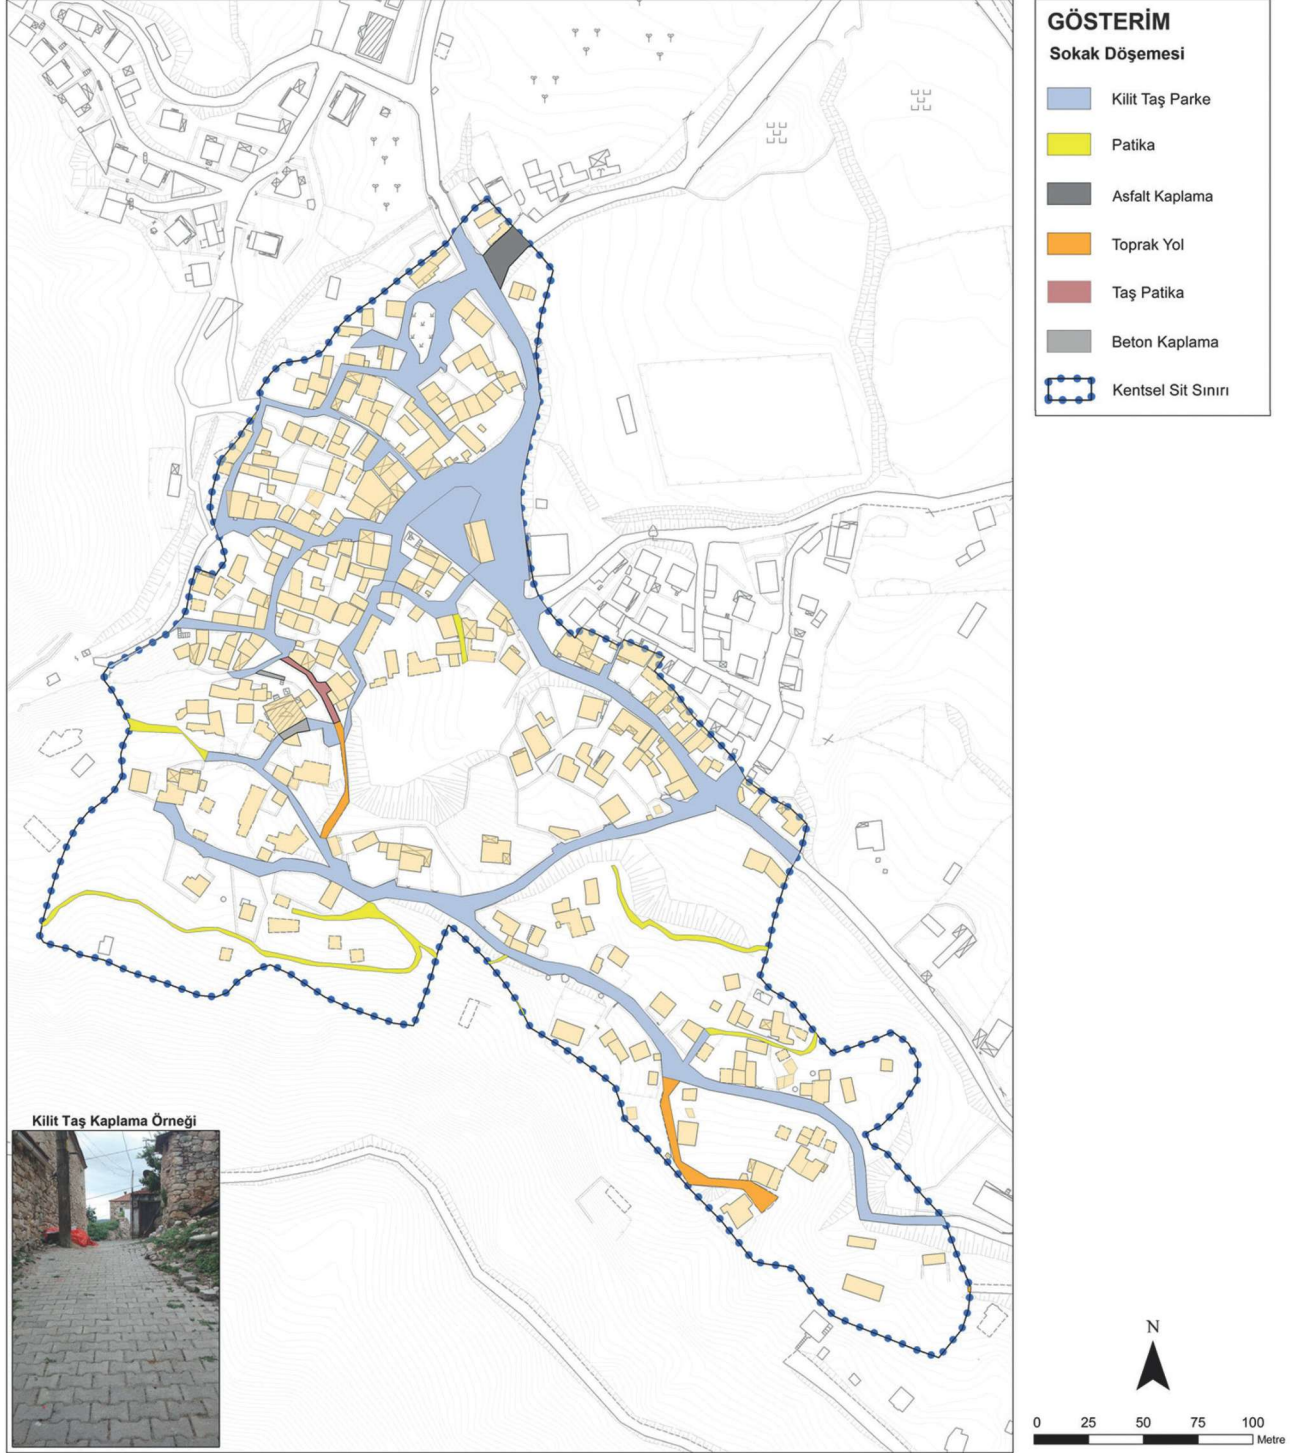 GÖSTERİM
Sokak Döşemesi
Kilit Taş Parke
Patika
Asfalt Kaplama
Toprak Yol
Taş Patika
Beton Kaplama
Kentsel Sit Sınırı
Kilit Taş Kaplama Örneği
N
0 25 50 75 100
Metre